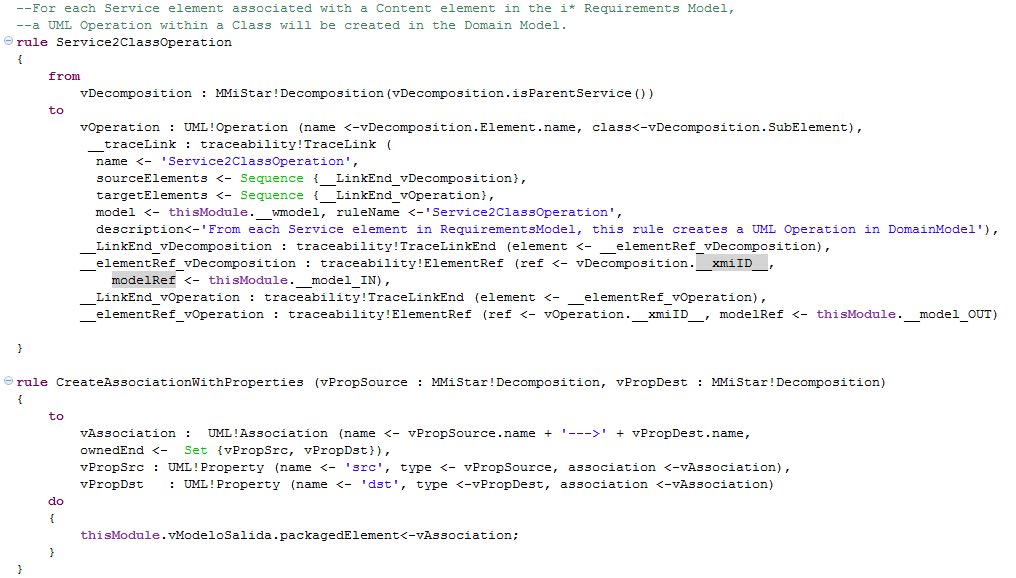 --For each Service element associated with a Content element in the i* Requirements Model,
--a UML Operation within a Class will be created in the Domain Model.
rule Service2ClassOperation
{
from
vDecomposition : MMiStar!Decomposition(vDecomposition.isParentService())
to
vOperation : UML!Operation (name <-vDecomposition.Element.name, class<-vDecomposition.SubElement),
__traceLink : traceability!TraceLink (
name <- 'Service2ClassOperation',
sourceElements <- Sequence {__LinkEnd_vDecomposition},
targetElements <- Sequence {__LinkEnd_vOperation},
model <- thisModule.__wmodel, ruleName <-'Service2ClassOperation',
description<-'From each Service element in RequirementsModel, this rule creates a UML Operation in DomainModel'),
__LinkEnd_vDecomposition : traceability!TraceLinkEnd (element <- __elementRef_vDecomposition),
__elementRef_vDecomposition : traceability!ElementRef (ref <- vDecomposition.__xmiID__,
modelRef <- thisModule.__model_IN),
__LinkEnd_vOperation : traceability!TraceLinkEnd (element <- __elementRef_vOperation),
__elementRef_vOperation : traceability!ElementRef (ref <- vOperation.__xmiID__, modelRef <- thisModule.__model_OUT)
}
rule CreateAssociationWithProperties (vPropSource : MMiStar!Decomposition, vPropDest : MMiStar!Decomposition)
{
to
vAssociation :  UML!Association (name <- vPropSource.name + '--->' + vPropDest.name,
ownedEnd <-  Set {vPropSrc, vPropDst}),
vPropSrc : UML!Property (name <- 'src', type <- vPropSource, association <-vAssociation),
vPropDst   : UML!Property (name <- 'dst', type <-vPropDest, association <-vAssociation)
do
{
thisModule.vModeloSalida.packagedElement<-vAssociation;
}
}